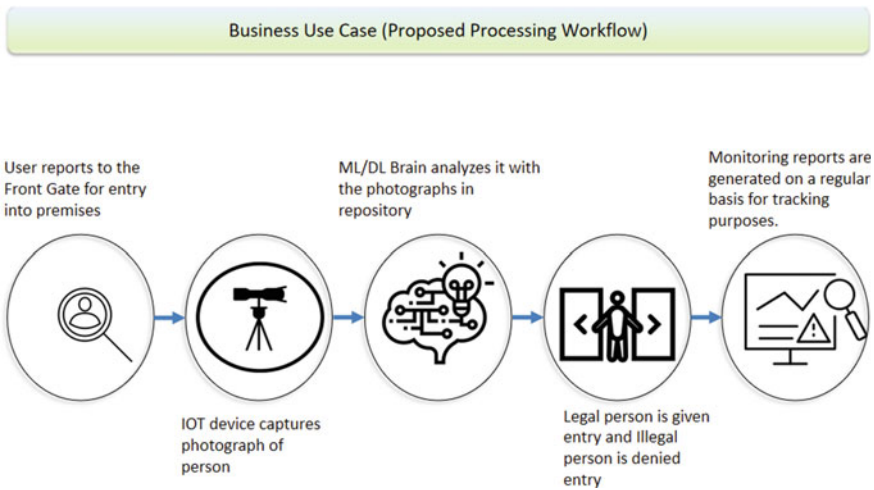 Business Use Case (Proposed Processing Workflow)
User reports to the
Front Gate for entry
into premises
IOT device captures
photograph of
person
ML/DL Brain analyzes it with
the photographs in
repository
Legal person is given
entry and Illegal
person is denied
entry
Monitoring reports are
generated on a regular
basis for tracking
purposes.